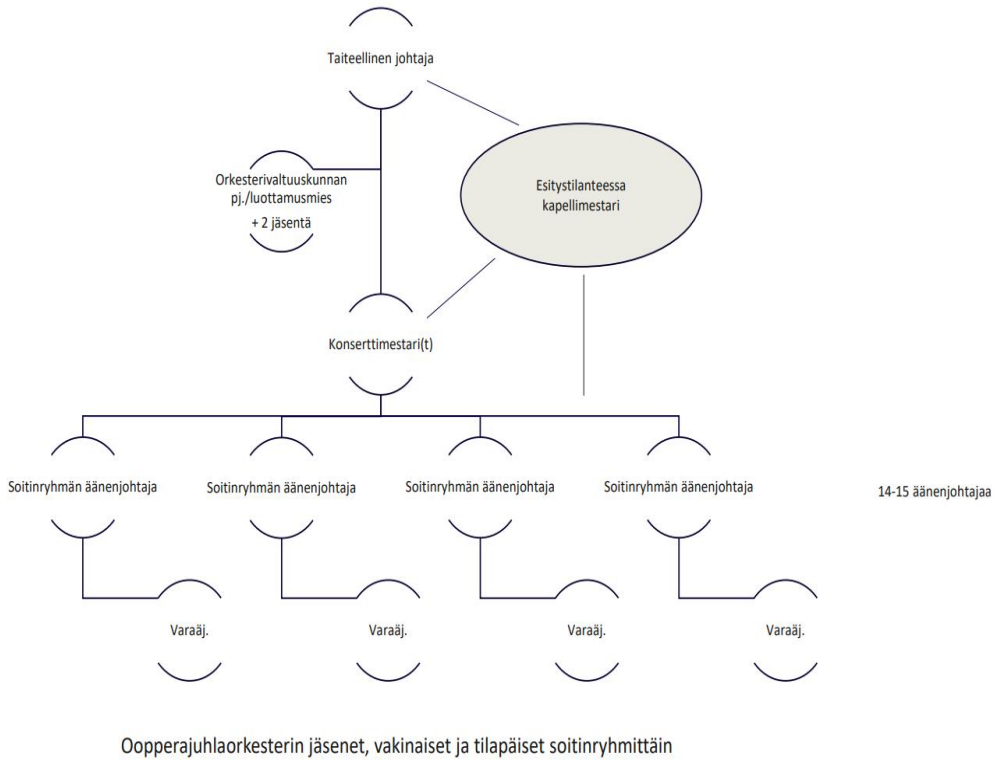 Taiteellinen johtaja
Orkesterivaltuuskunnan
pj./luottamusmies
+ 2 jäsentä
Esitystilanteessa
kapellimestari
Konserttimestari(t)
Soitinryhmän äänenjohtaja
Soitinryhmän äänenjohtaja
Soitinryhmän äänenjohtaja
Soitinryhmän äänenjohtaja
14-15 äänenjohtajaa
Varaäj.
Varaäj.
Varaäj.
Varaäj.
Oopperajuhlaorkesterin jäsenet, vakinaiset ja tilapäiset soitinryhmittäin